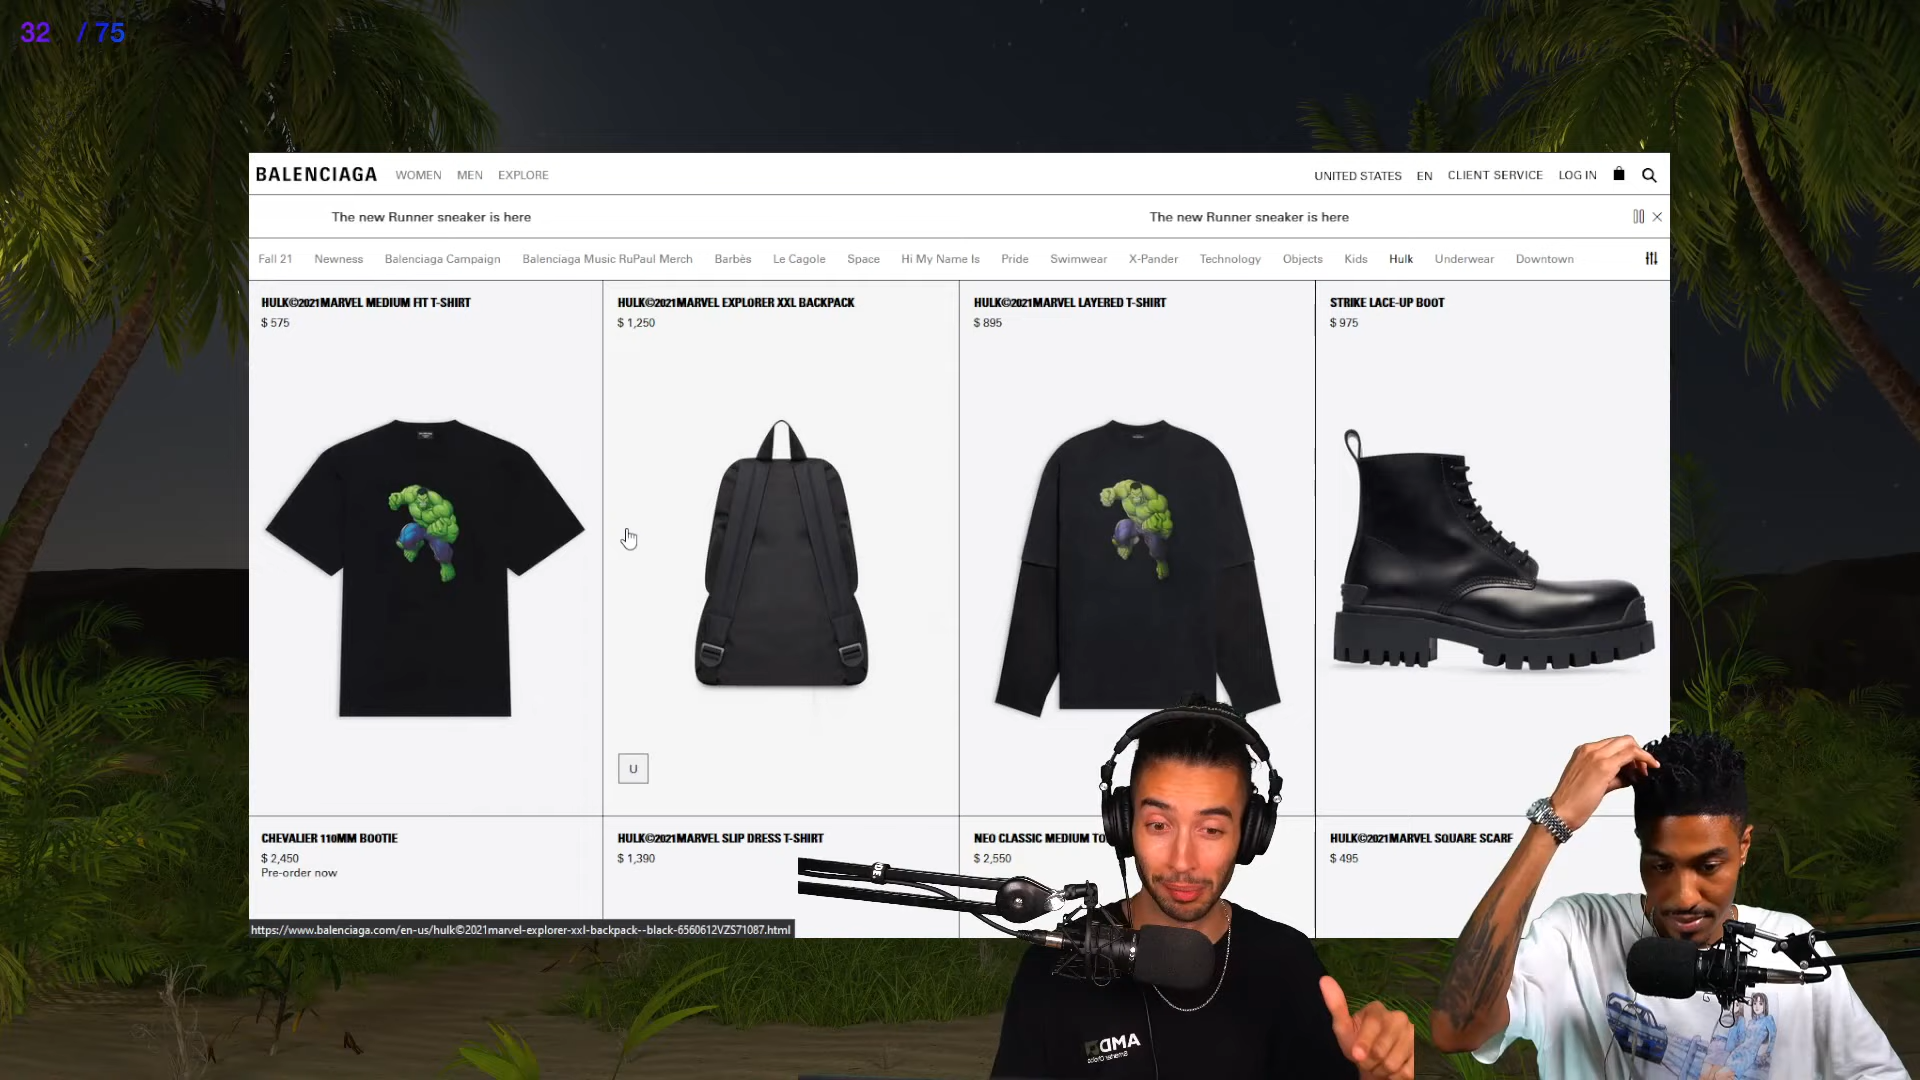 32 / 75
BALENCIAGA WOMEN MEN EXPLORE UNITED STATES EN CLIENT SERVICE LOG IN
The new Runner sneaker is here The new Runner sneaker is here
Fall 21 Newness Balenciaga Campaign Balenciaga Music RuPaul Merch Barbès Le Cagole Space Hi My Name Is Pride Swimwear X-Pander Technology Objects Kids Hulk Underwear Downtown
HULK©2021MARVEL MEDIUM FIT T-SHIRT
$ 575
HULK©2021MARVEL EXPLORER XXL BACKPACK
$ 1,250
U
HULK©2021MARVEL LAYERED T-SHIRT
$ 895
STRIKE LACE-UP BOOT
$ 975
CHEVALIER 110MM BOOTIE
$ 2,450
Pre-order now
HULK©2021MARVEL SLIP DRESS T-SHIRT
$ 1,390
NEO CLASSIC MEDIUM TO
$ 2,550
HULK©2021MARVEL SQUARE SCARF
$ 495
https://www.balenciaga.com/en-us/hulk©2021marvel-explorer-xxl-backpack--black-6560612VZS71087.html
AMD